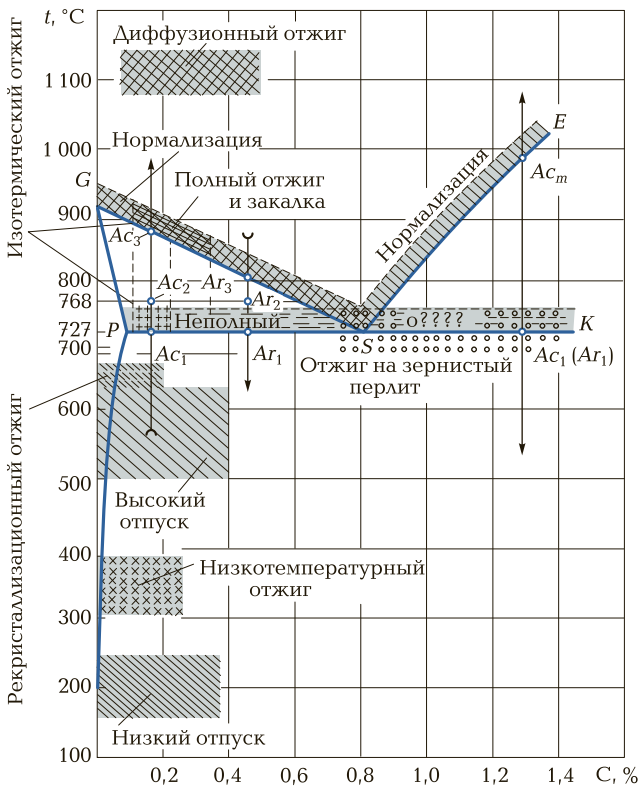 t, °C
Диффузионный отжиг
1 100
Изотермический отжиг
1 000
E
Нормализация
Ac_m
G
Полный отжиг
и закалка
Нормализация
900
Ac₃
800
Ac₂ Ar₃
768
Ar₂
Неполный о????
727 P
K
S
700
Ac₁
Ar₁
Отжиг на зернистый
перлит
Ac₁ (Ar₁)
600
Рекристаллизационный отжиг
500
Высокий
отпуск
400
Низкотемпературный
отжиг
300
200
Низкий отпуск
100
0,2 0,4 0,6 0,8 1,0 1,2 1,4 C, %